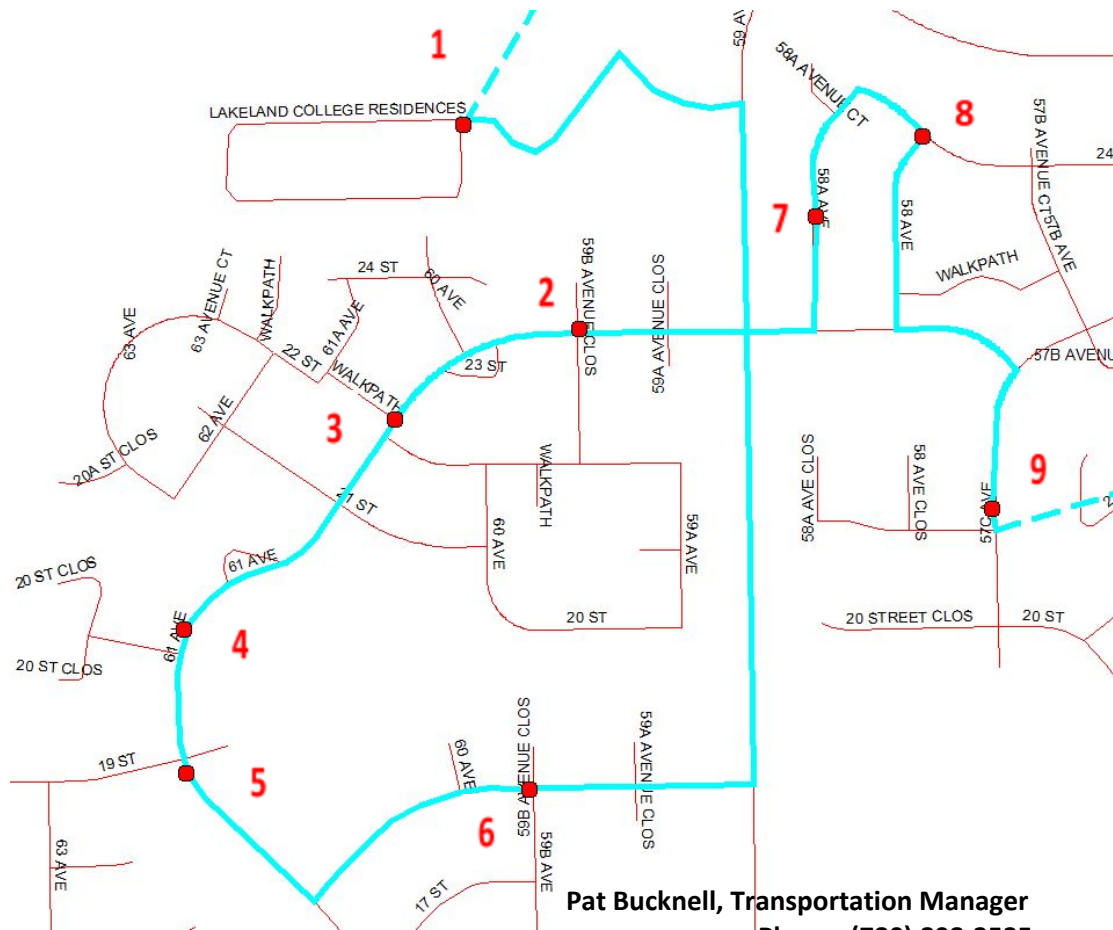 1
59 AV
58A AVENUE CT
8
57B AVENUE CT
LAKELAND COLLEGE RESIDENCES
24
7
58A AVE
58 AVE
57B AVE
WALKPATH
63 AVENUE CT
WALKPATH
24 ST
60 AVE
2
59B AVENUE CLOS
59A AVENUE CLOS
63 AVE
61A AVE
22 ST
23 ST
57B AVENU
WALKPATH
62 AVE
3
20A ST CLOS
21 ST
WALKPATH
58A AVE CLOS
58 AVE CLOS
9
57C AVE
2
60 AVE
59A AVE
61 AVE
20 ST CLOS
20 ST
20 STREET CLOS
20 ST
61 AVE
4
20 ST CLOS
19 ST
5
60 AVE
59B AVENUE CLOS
59A AVENUE CLOS
6
63 AVE
59B AVE
17 ST
Pat Bucknell, Transportation Manager